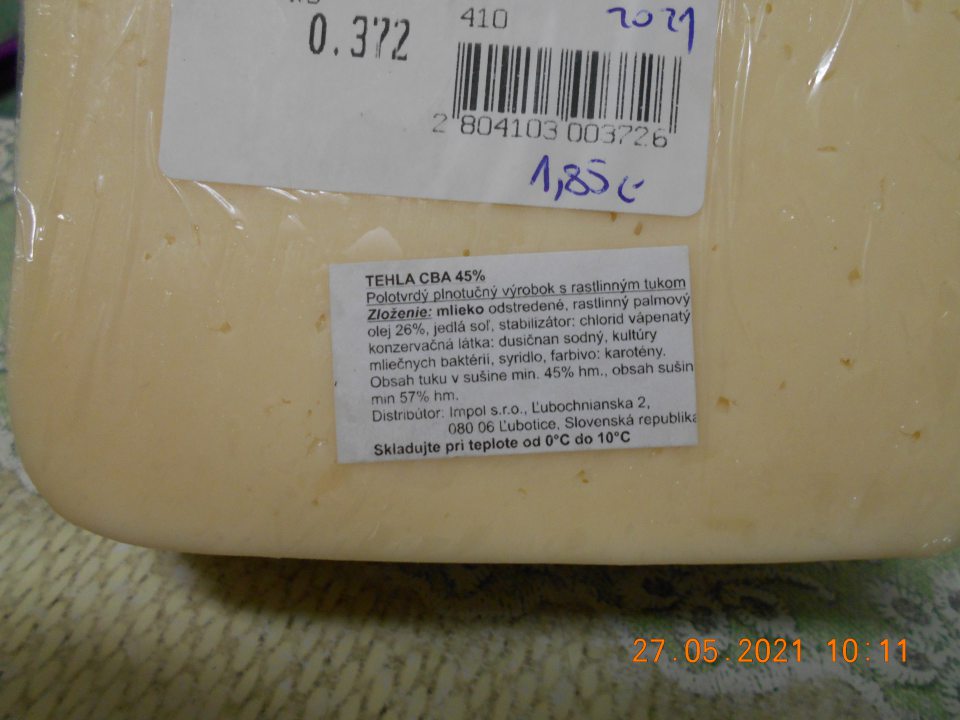 0.372
410
2021
2 804103 003726
1,85 €
TEHLA CBA 45%
Polotvrdý plnotučný výrobok s rastlinným tukom
Zloženie: mlieko odstredené, rastlinný palmový
olej 26%, jedlá soľ, stabilizátor: chlorid vápenatý
konzervačná látka: dusičnan sodný, kultúry
mliečnych baktérií, syridlo, farbivo: karotény.
Obsah tuku v sušine min. 45% hm., obsah sušin
min 57% hm.
Distribútor: Impol s.r.o., Ľubochnianska 2,
080 06 Ľubotice, Slovenská republika
Skladujte pri teplote od 0°C do 10°C
27.05.2021 10:11